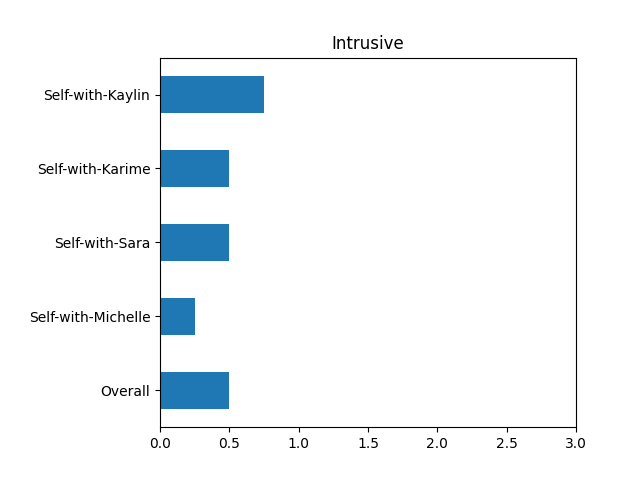 Intrusive
Self-with-Kaylin
Self-with-Karime
Self-with-Sara
Self-with-Michelle
Overall
0.0 0.5 1.0 1.5 2.0 2.5 3.0